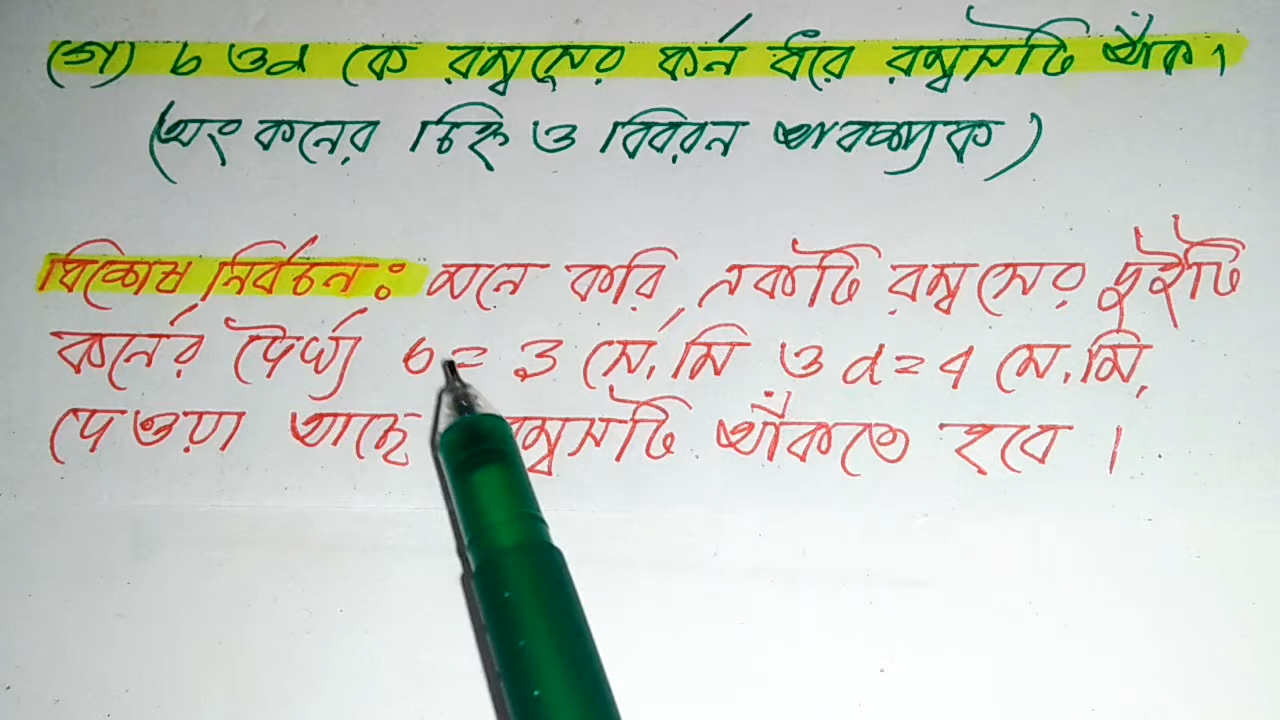 (গ) b ও d কে রম্বসের কর্ন ধরে রম্বসটি আঁক।
(অংকনের চিহ্ন ও বিবরন আবশ্যক)
বিশেষ নির্বচন: মনে করি, একটি রম্বসের দুইটি
কর্নের দৈর্ঘ্য b = 3 সে.মি ও d = 4 সে.মি,
দেওয়া আছে রম্বসটি আঁকতে হবে।